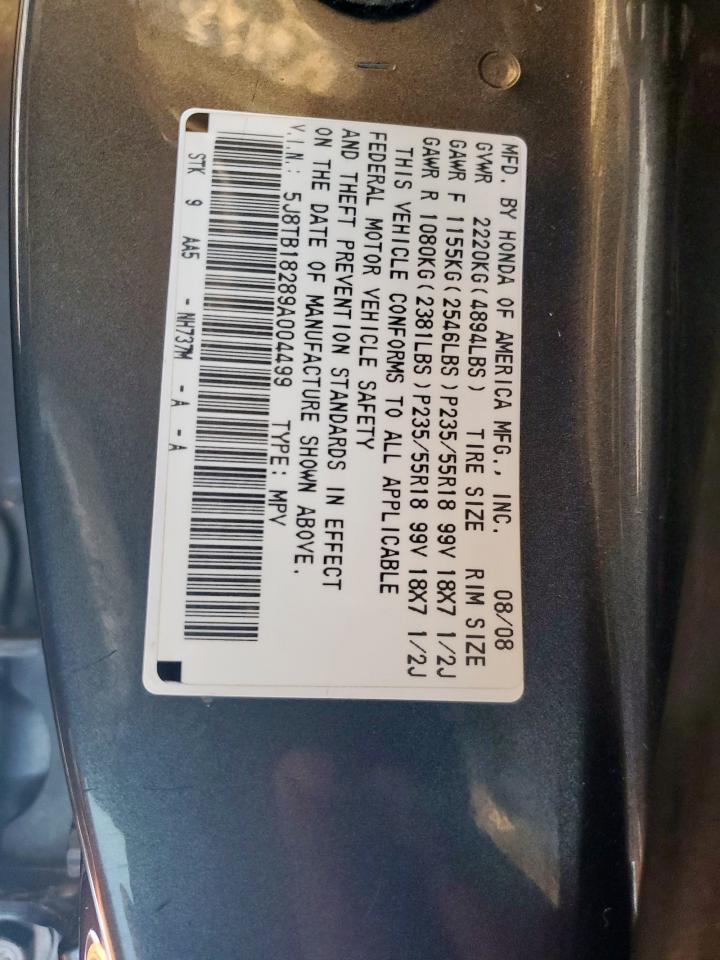 MFD. BY HONDA OF AMERICA MFG., INC. 08/08
GVWR 2220KG(4894LBS) TIRE SIZE RIM SIZE
GAWR F 1155KG(2546LBS)P235/55R18 99V 18X7 1/2J
GAWR R 1080KG(2381LBS)P235/55R18 99V 18X7 1/2J
THIS VEHICLE CONFORMS TO ALL APPLICABLE
FEDERAL MOTOR VEHICLE SAFETY
AND THEFT PREVENTION STANDARDS IN EFFECT
ON THE DATE OF MANUFACTURE SHOWN ABOVE.
V.I.N.: 5J8TB18289A004499 TYPE: MPV
STK 9 AA5 - NH737M - A - A